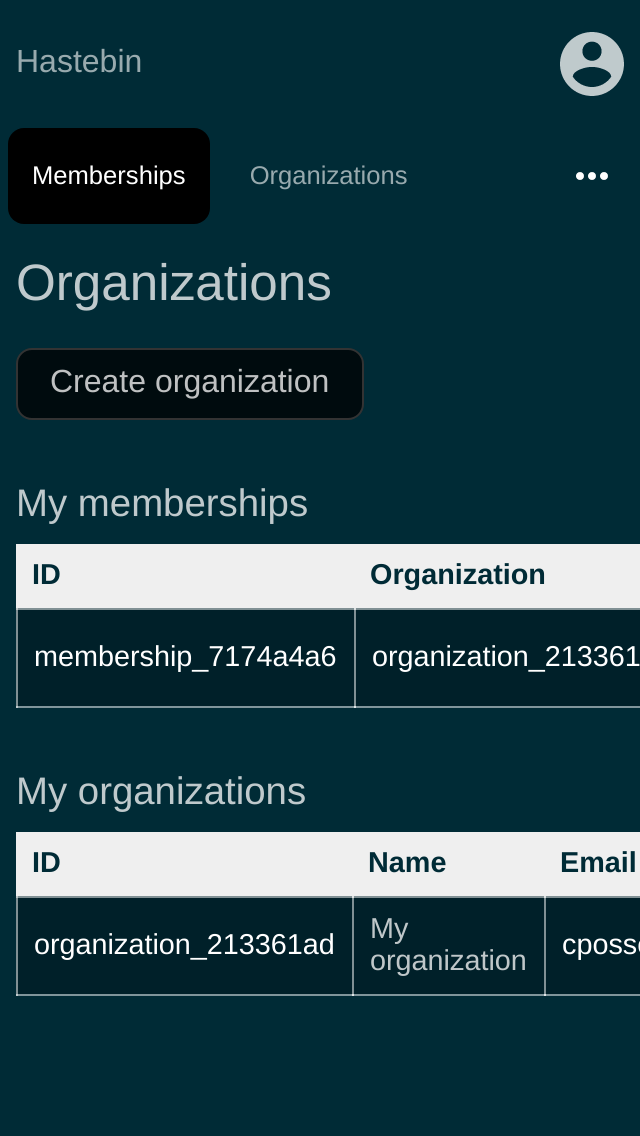 Hastebin
Memberships Organizations
Organizations
Create organization
My memberships
ID Organization
membership_7174a4a6 organization_213361
My organizations
ID Name Email
organization_213361ad My
organization